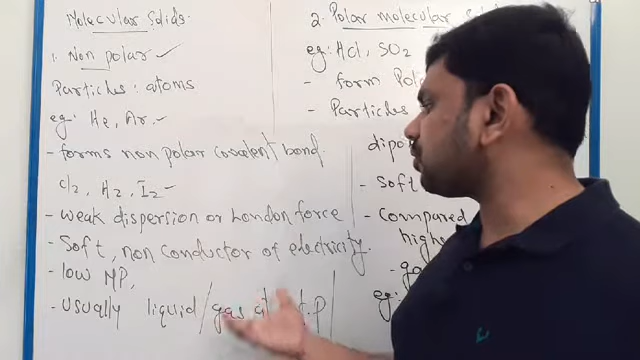 Molecular Solids.
1. Non polar
Particles: atoms
eg: He, Ar.
- forms non polar covalent bond.
Cl2, H2, I2 -
- weak dispersion or London force
- Soft, non Conductor of electricity.
- low MP,
- usually liquid/gas at
2. Polar molecular
eg: HCl, SO2
- form
- Particles
- Soft
- Compared
eg: